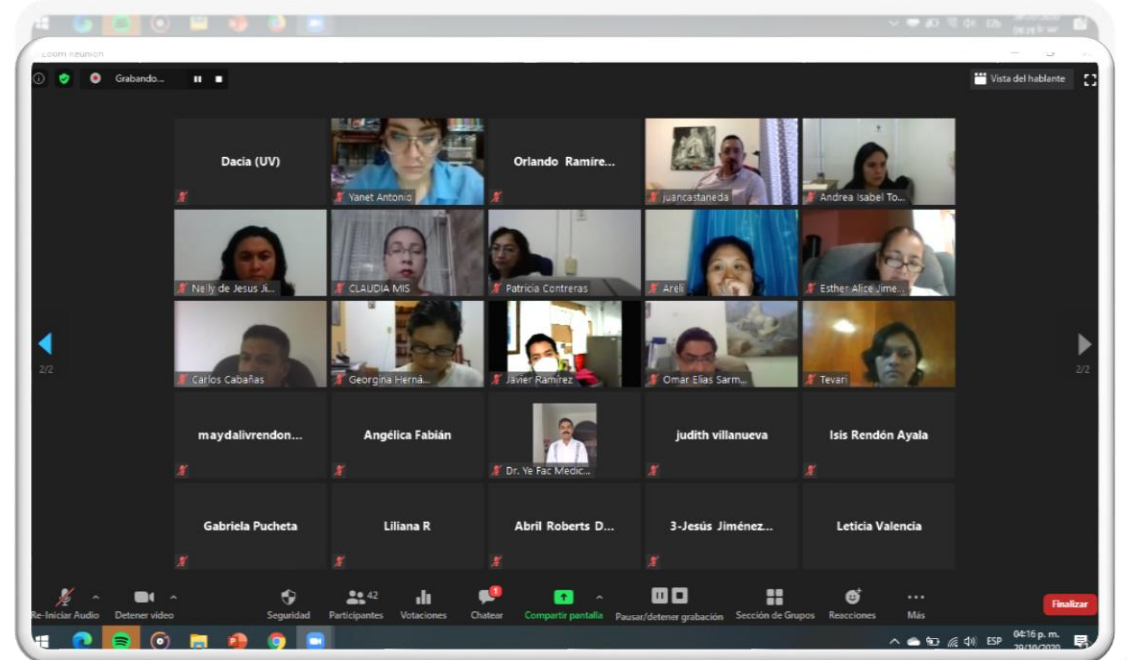 Zoom Reunión
Grabando...
Vista del hablante
Dacia (UV)
Yanet Antonio
Orlando Ramíre...
juancastaneda
Andrea Isabel To...
Nelly de Jesus Ji...
CLAUDIA MIS
Patricia Contreras
Areli
Esther Alice Jime...
Carlos Cabañas
Georgina Herná...
Javier Ramírez
Omar Elias Sarm...
Tevari
maydalivrendon...
Angélica Fabián
Dr. Ye Fac Medic...
judith villanueva
Isis Rendón Ayala
Gabriela Pucheta
Liliana R
Abril Roberts D...
3-Jesús Jiménez...
Leticia Valencia
2/2
2/2
Re-Iniciar Audio
Detener video
Seguridad
42
Participantes
Votaciones
1
Chatear
Compartir pantalla
Pausar/detener grabación
Sección de Grupos
Reacciones
Más
Finalizar
ESP
04:16 p. m.
29/10/2020